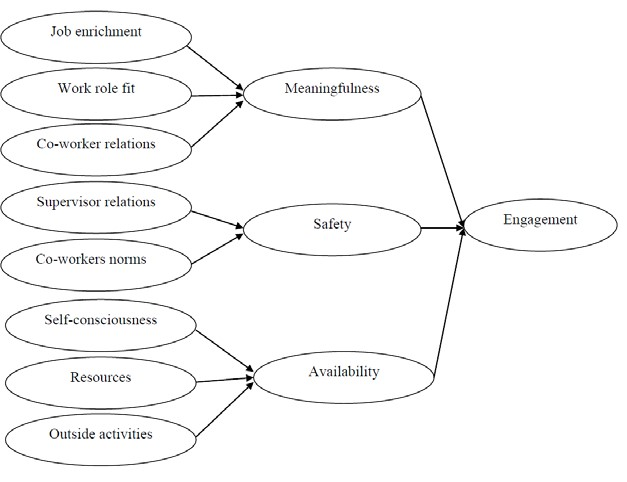 Job enrichment
Work role fit
Co-worker relations
Supervisor relations
Co-workers norms
Self-consciousness
Resources
Outside activities
Meaningfulness
Safety
Availability
Engagement